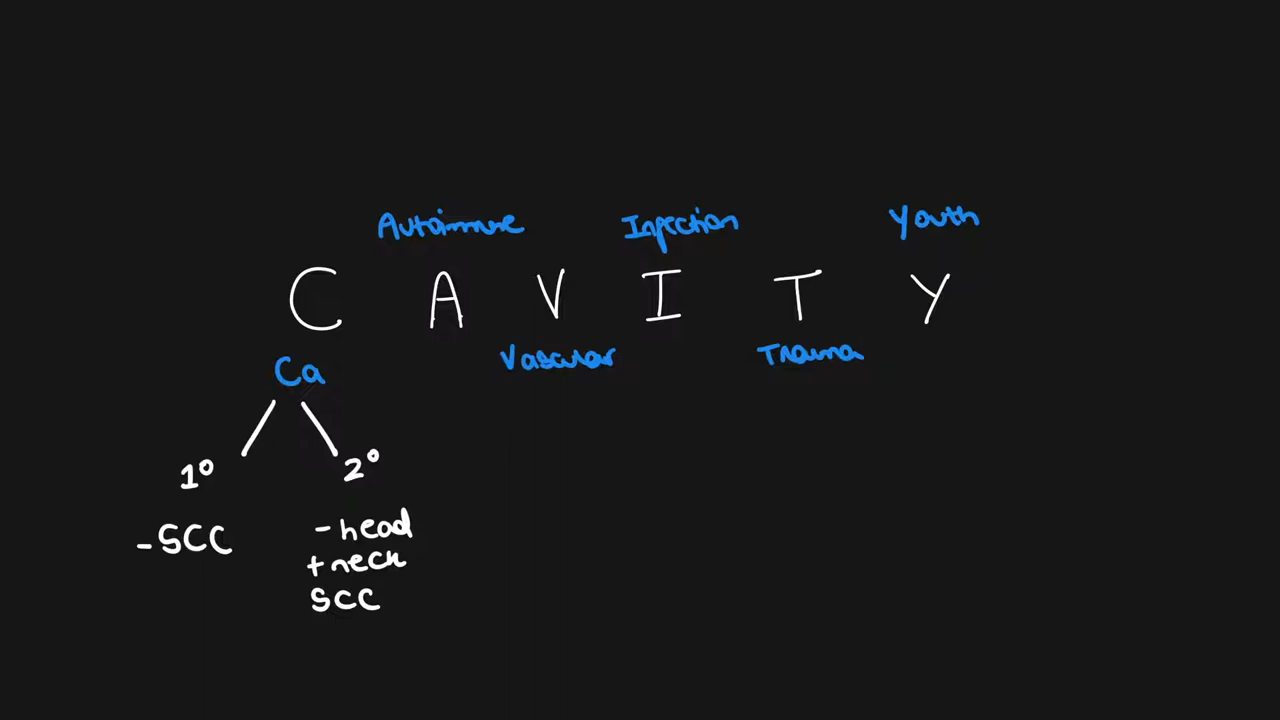 Autoimmune Infection Youth
C A V I T Y
Ca Vascular Trauma
1° 2°
-SCC -head
+neck
SCC